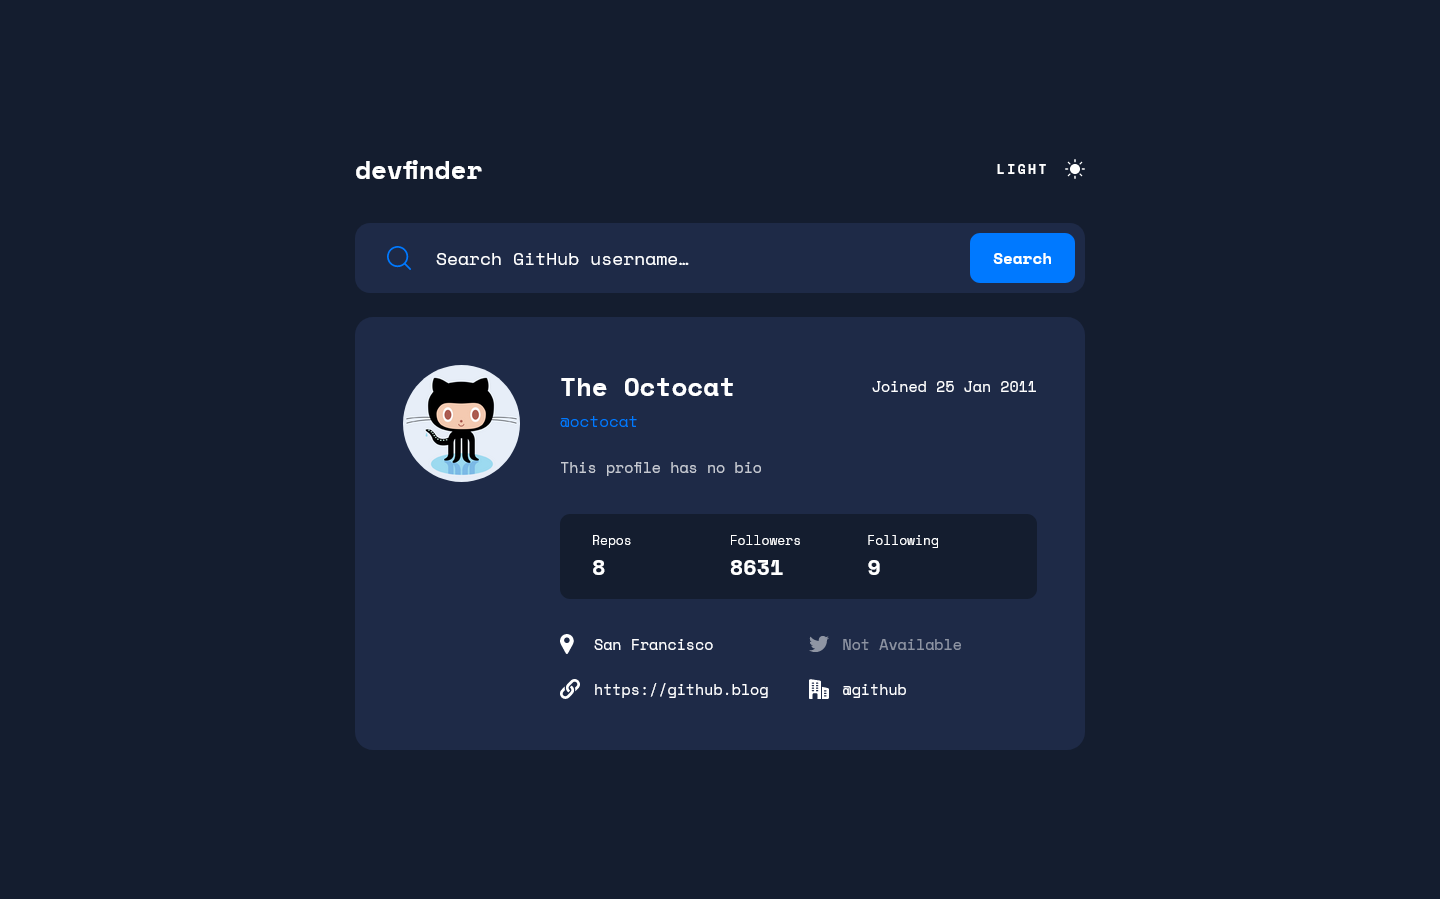 devfinder
LIGHT
Search GitHub username…
Search
The Octocat
Joined 25 Jan 2011
@octocat
This profile has no bio
Repos
Followers
Following
8
8631
9
San Francisco
Not Available
https://github.blog
@github